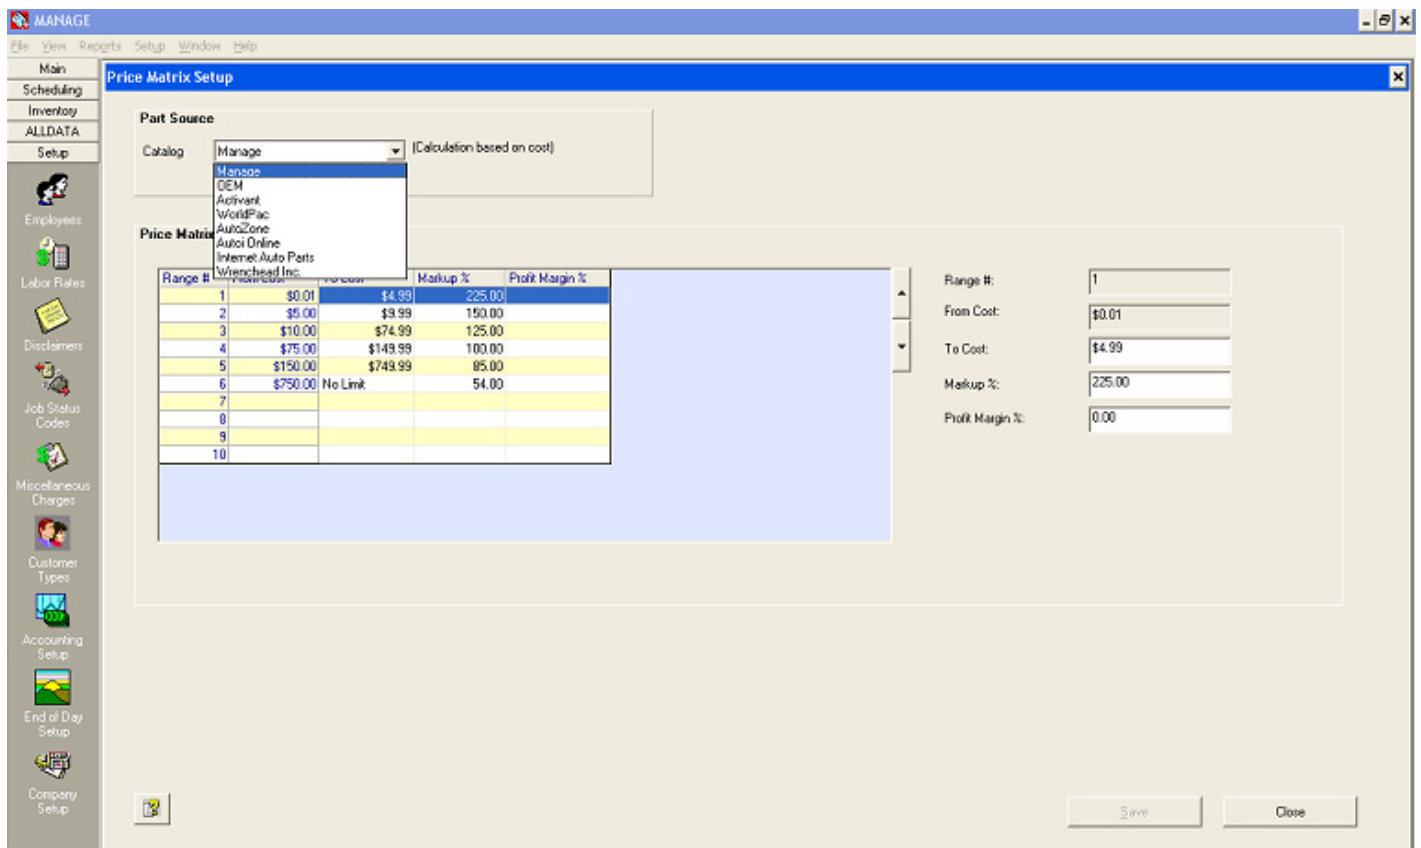 MANAGE
File View Reports Setup Window Help
Main
Scheduling
Inventory
ALLDATA
Setup
Employees
Labor Rates
Disclaimers
Job Status
Codes
Miscellaneous
Charges
Customer
Types
Accounting
Setup
End of Day
Setup
Company
Setup
Price Matrix Setup
Part Source
Catalog Manage (Calculation based on cost)
Manage
OEM
Activant
WorldPac
AutoZone
Autoi Online
Internet Auto Parts
Wrenchead Inc.
Price Matrix
Range # From Cost To Cost Markup % Profit Margin %
1 $0.01 $4.99 225.00
2 $5.00 $9.99 150.00
3 $10.00 $74.99 125.00
4 $75.00 $149.99 100.00
5 $150.00 $749.99 85.00
6 $750.00 No Limit 54.00
7
8
9
10
Range #: 1
From Cost: $0.01
To Cost: $4.99
Markup %: 225.00
Profit Margin %: 0.00
Save Close